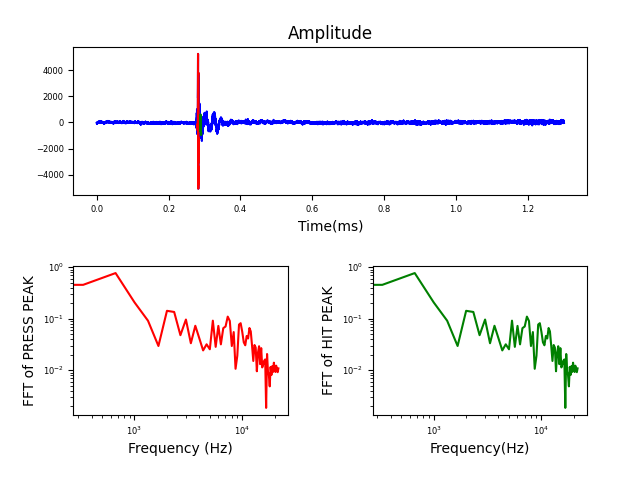 Amplitude
4000
2000
0
−2000
−4000
0.0 0.2 0.4 0.6 0.8 1.0 1.2
Time(ms)
FFT of PRESS PEAK
10⁰
10⁻¹
10⁻²
10³ 10⁴
Frequency (Hz)
FFT of HIT PEAK
10⁰
10⁻¹
10⁻²
10³ 10⁴
Frequency(Hz)